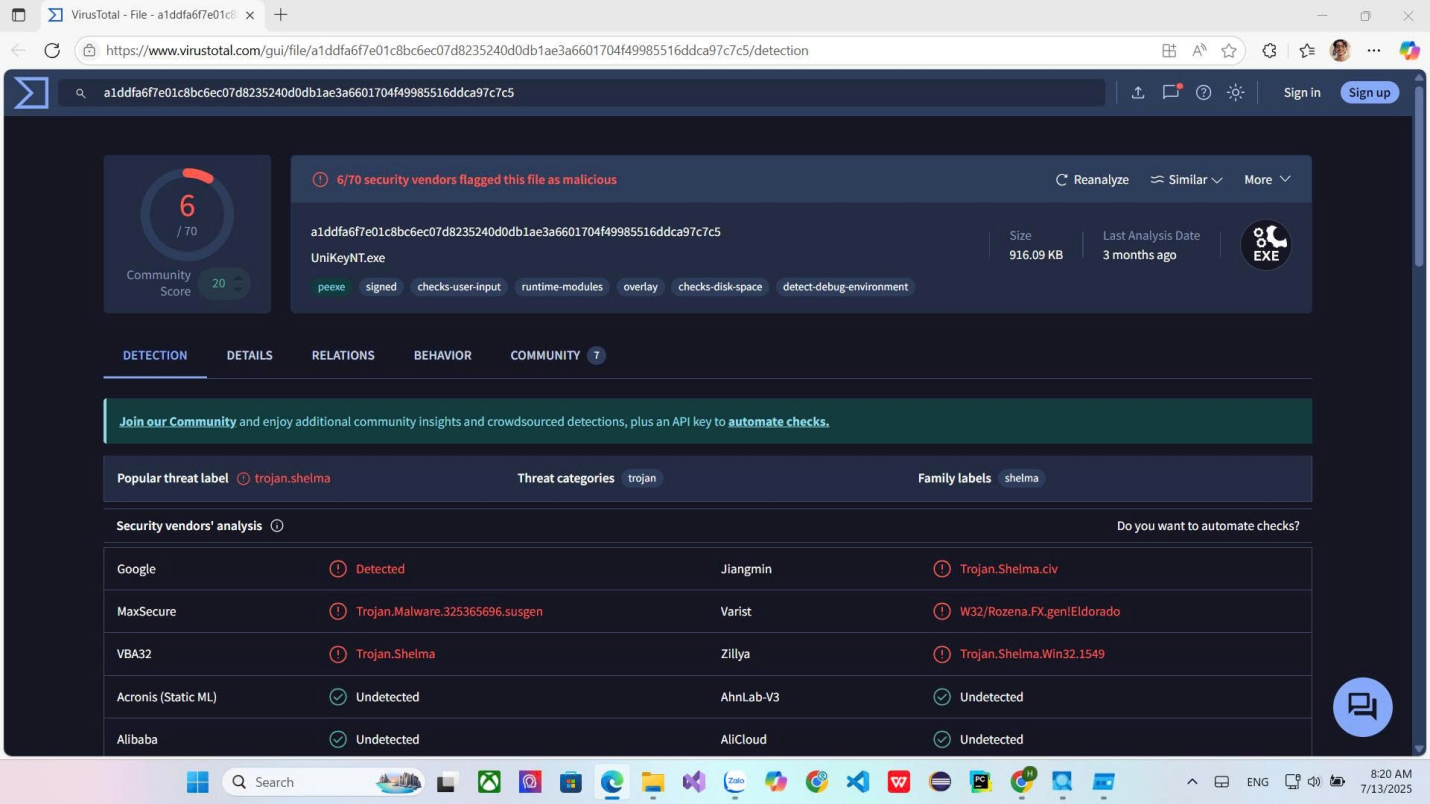 VirusTotal - File - a1ddfa6f7e01c8
https://www.virustotal.com/gui/file/a1ddfa6f7e01c8bc6ec07d8235240d0db1ae3a6601704f49985516ddca97c7c5/detection
a1ddfa6f7e01c8bc6ec07d8235240d0db1ae3a6601704f49985516ddca97c7c5
Sign in
Sign up
6
/ 70
Community
Score
20
6/70 security vendors flagged this file as malicious
Reanalyze
Similar
More
a1ddfa6f7e01c8bc6ec07d8235240d0db1ae3a6601704f49985516ddca97c7c5
UniKeyNT.exe
peexe signed checks-user-input runtime-modules overlay checks-disk-space detect-debug-environment
Size
916.09 KB
Last Analysis Date
3 months ago
EXE
DETECTION DETAILS RELATIONS BEHAVIOR COMMUNITY 7
Join our Community and enjoy additional community insights and crowdsourced detections, plus an API key to automate checks.
Popular threat label trojan.shelma Threat categories trojan Family labels shelma
Security vendors' analysis Do you want to automate checks?
Google Detected Jiangmin Trojan.Shelma.civ
MaxSecure Trojan.Malware.325365696.susgen Varist W32/Rozena.FX.gen!Eldorado
VBA32 Trojan.Shelma Zillya Trojan.Shelma.Win32.1549
Acronis (Static ML) Undetected AhnLab-V3 Undetected
Alibaba Undetected AliCloud Undetected
Search
Zalo
PC
W
H
ENG
8:20 AM
7/13/2025